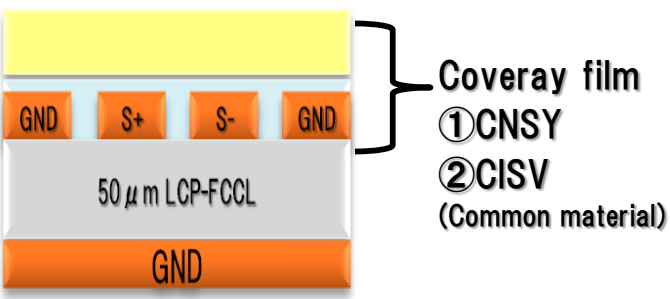 Coveray film
GND S+ S- GND
①CNSY
②CISV
50μm LCP-FCCL
(Common material)
GND